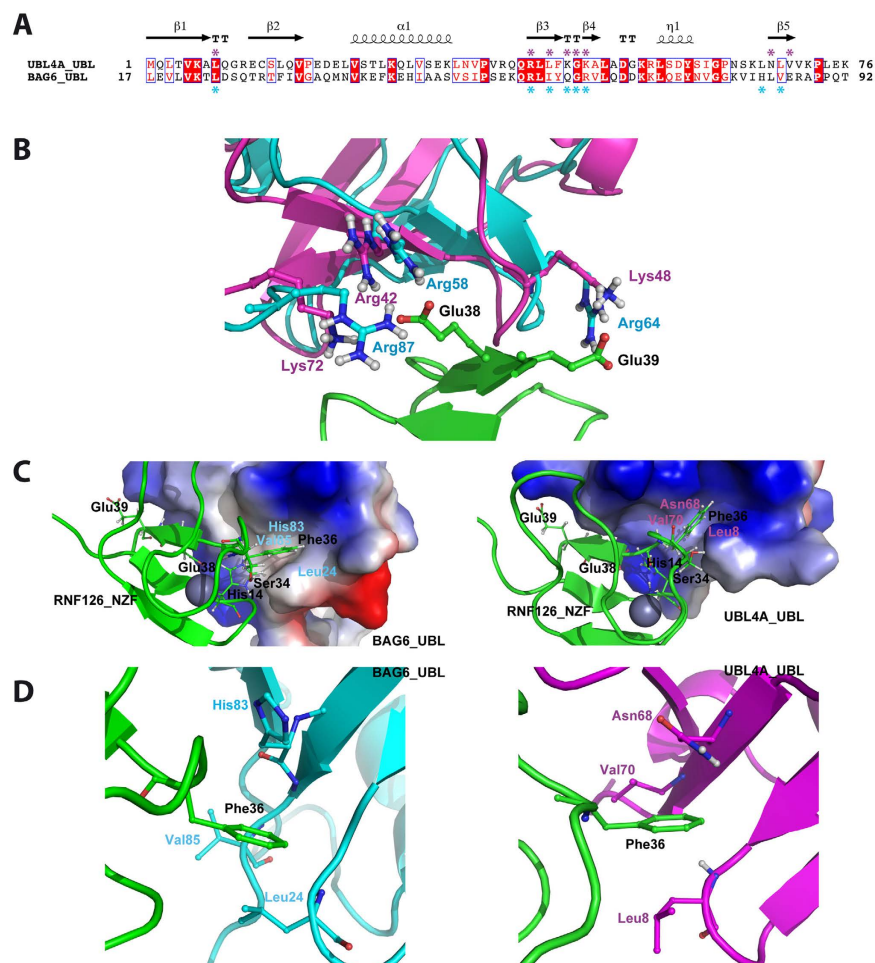 A
β1 TT β2 α1 β3 TT β4 TT η1 β5
* * * *** * *
UBL4A_UBL 1 MQLTVKALQGRECSLQVPEDELVSTLKQLVSEKLNVPVRQQRLLFKGKALADGKRLSDYSIGPNSKLNLVVKPLEK 76
BAG6_UBL 17 LEVLVKTLDSQTRTFIVGAQMNVKEFKEHIAASVSIPSEKQRLIYQGRVLQDDKKLQEYNVGGKVIHLVERAPPQT 92
* * * *** * *
B
Lys48
Arg58
Arg42
Glu38
Arg64
Arg87
Glu39
Lys72
C
Glu39
His83
Val85
Phe36
Glu38
Leu24
Ser34
His14
RNF126_NZF
BAG6_UBL
Asn68
Glu39
Val70
Phe36
Leu8
His14
Glu38
Ser34
RNF126_NZF
UBL4A_UBL
D
BAG6_UBL
His83
Phe36
Val85
Leu24
UBL4A_UBL
Asn68
Val70
Phe36
Leu8